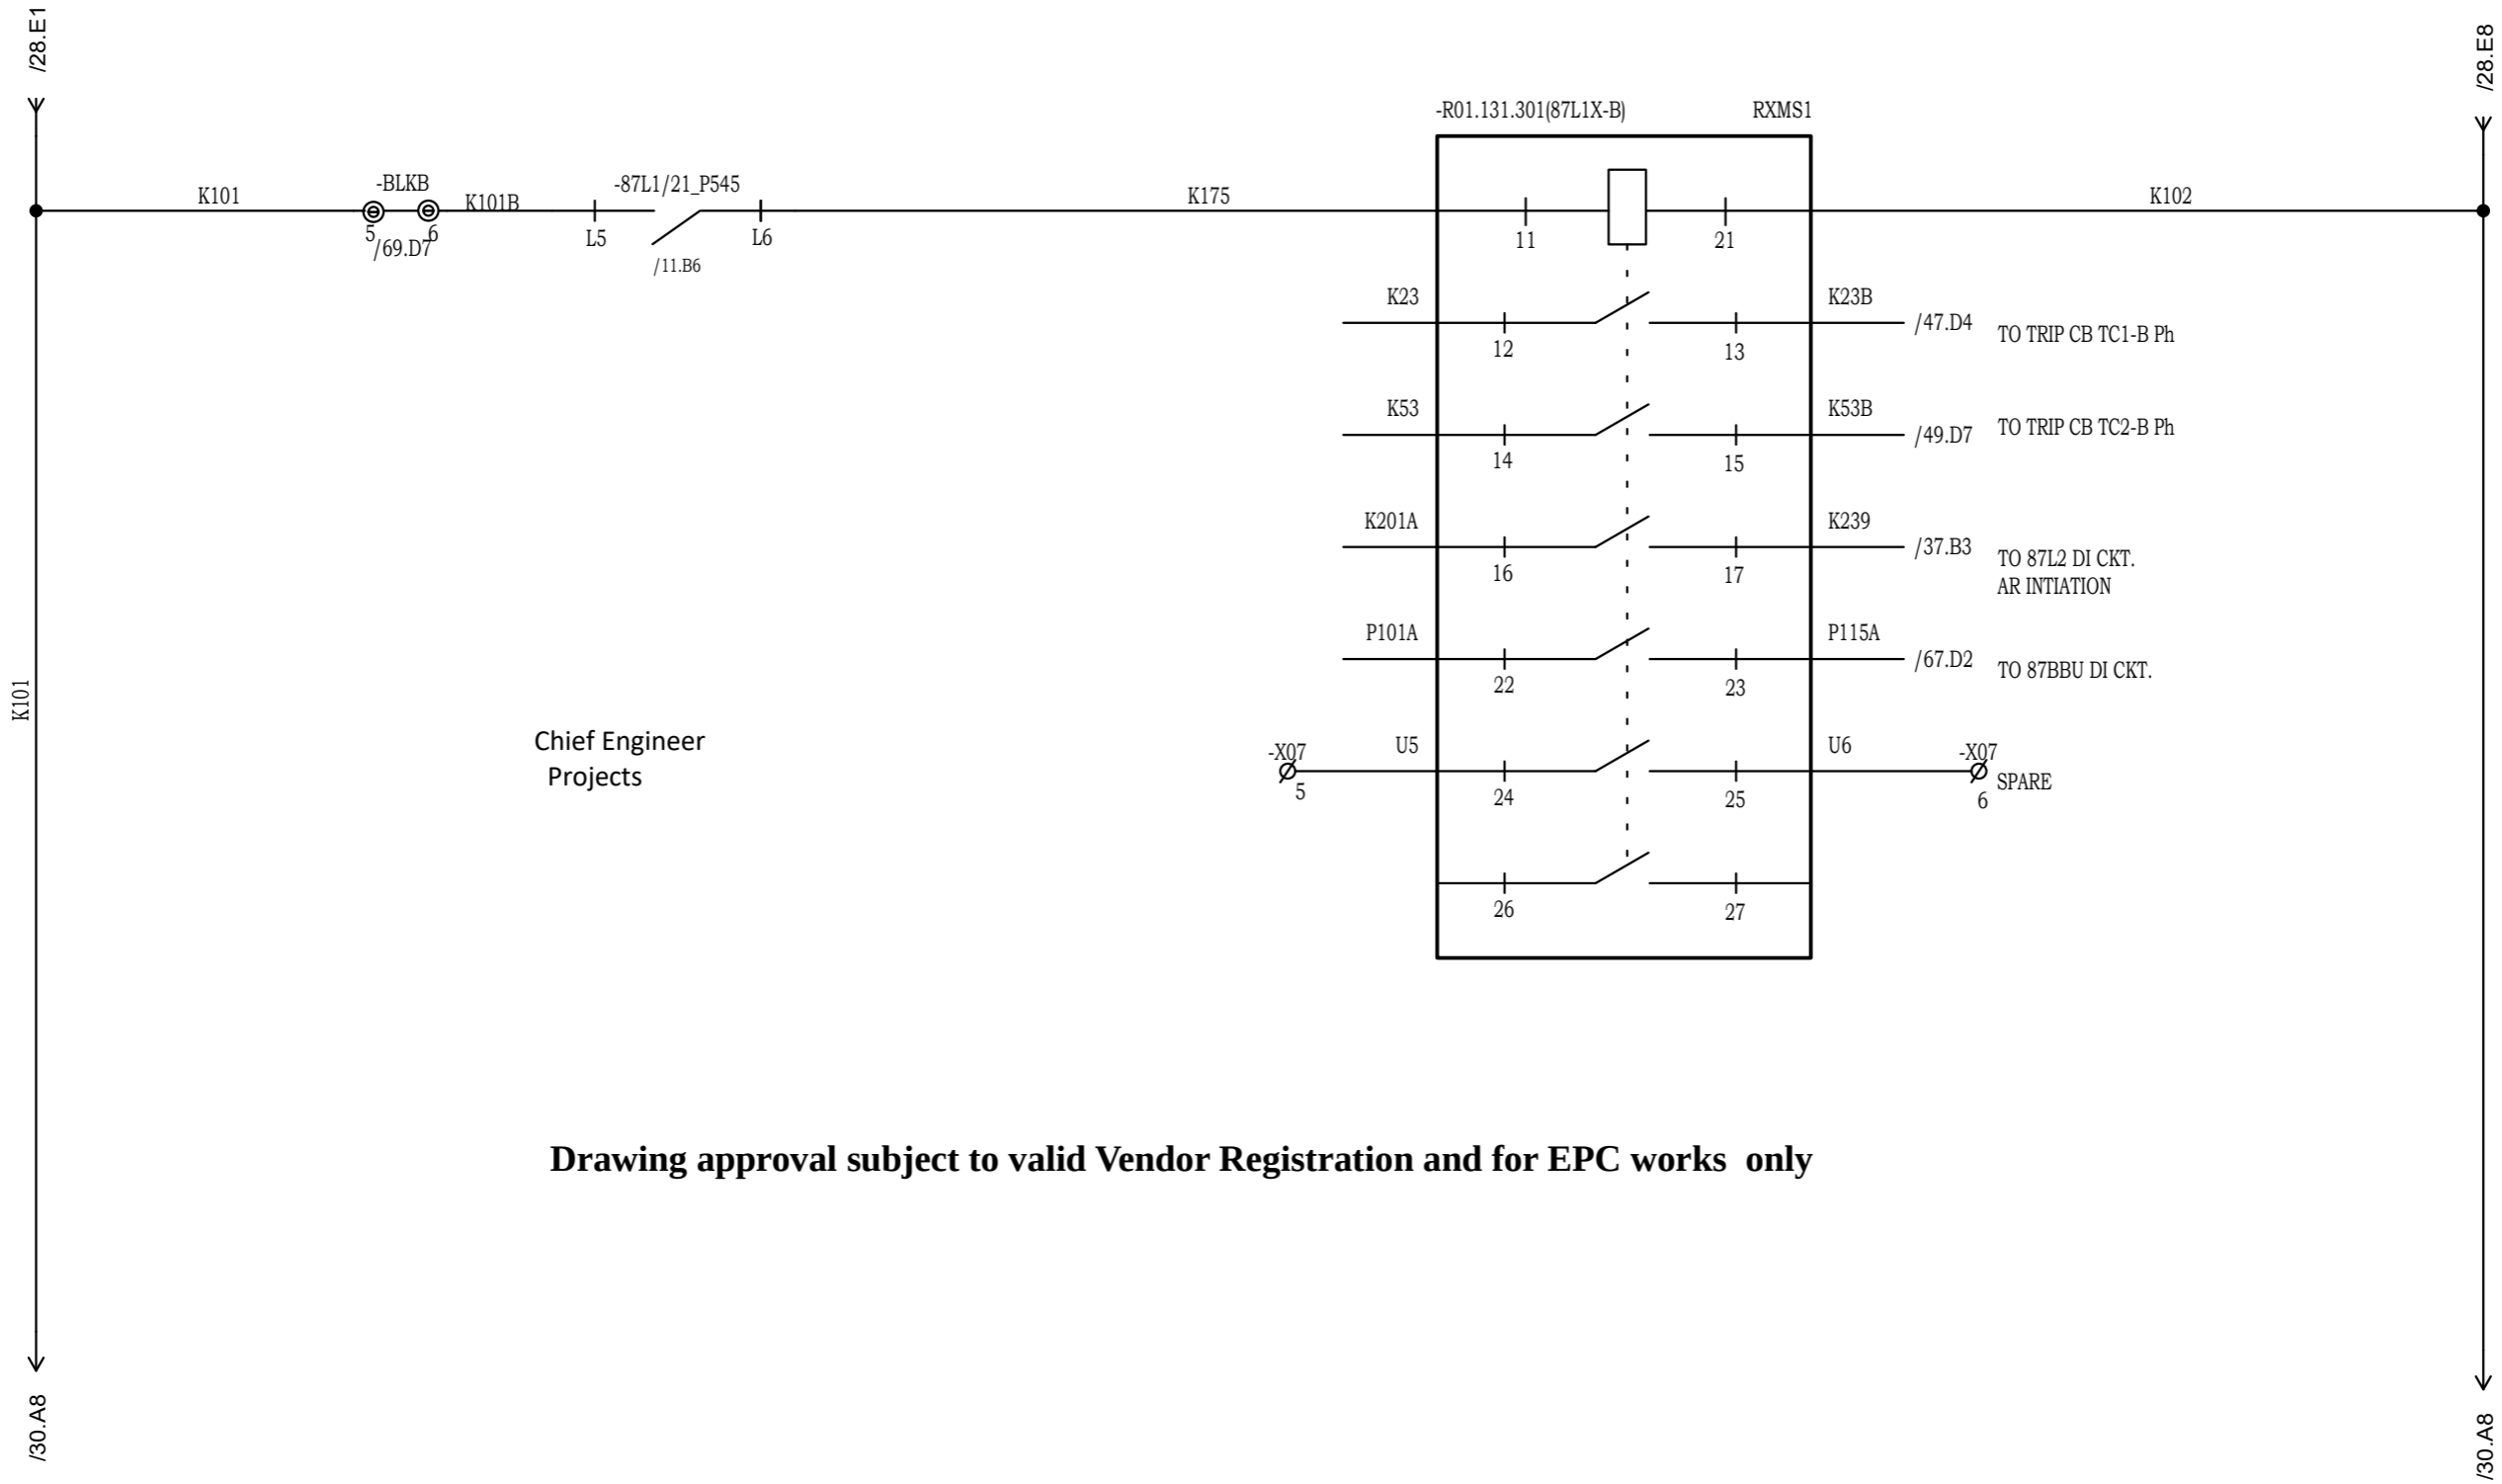 /28.E1
/28.E8
-R01.131.301(87L1X-B) RXMS1
K101
-BLKB
K101B
-87L1/21_P545
K175
K102
5 6
/69.D7
L5
L6
/11.B6
11 21
K23 K23B
/47.D4 TO TRIP CB TC1-B Ph
12 13
K53 K53B
/49.D7 TO TRIP CB TC2-B Ph
14 15
K201A K239
/37.B3 TO 87L2 DI CKT.
AR INTIATION
16 17
P101A P115A
/67.D2 TO 87BBU DI CKT.
22 23
K101
Chief Engineer
Projects
-X07 U5 U6 -X07
5 6 SPARE
24 25
26 27
Drawing approval subject to valid Vendor Registration and for EPC works  only
/30.A8
/30.A8